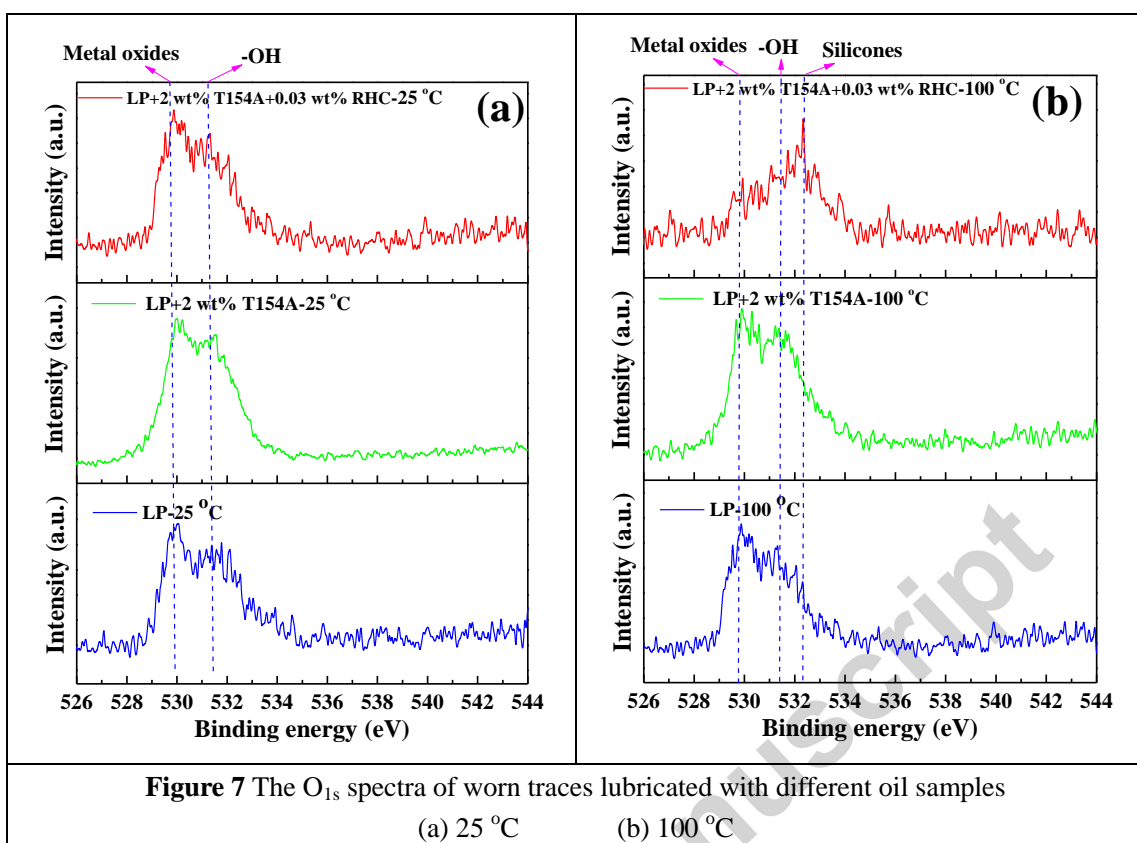 Metal oxides
-OH
LP+2 wt% T154A+0.03 wt% RHC-25 °C
(a)
Intensity (a.u.)
LP+2 wt% T154A-25 °C
Intensity (a.u.)
LP-25 °C
Intensity (a.u.)
526 528 530 532 534 536 538 540 542 544
Binding energy (eV)
Metal oxides
-OH
Silicones
LP+2 wt% T154A+0.03 wt% RHC-100 °C
(b)
Intensity (a.u.)
LP+2 wt% T154A-100 °C
Intensity (a.u.)
LP-100 °C
Intensity (a.u.)
526 528 530 532 534 536 538 540 542 544
Binding energy (eV)
nuscript
Figure 7 The O1s spectra of worn traces lubricated with different oil samples
(a) 25 °C (b) 100 °C